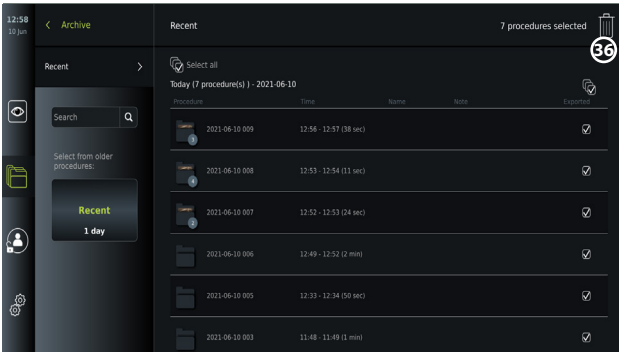 12:58
10 Jun
Archive
Recent
7 procedures selected
36
Recent
Select all
Today (7 procedure(s) ) - 2021-06-10
Procedure Time Name Note Exported
Search
Select from older
procedures:
Recent
1 day
3
2021-06-10 009 12:56 - 12:57 (38 sec)
4
2021-06-10 008 12:53 - 12:54 (11 sec)
2
2021-06-10 007 12:52 - 12:53 (24 sec)
2021-06-10 006 12:49 - 12:52 (2 min)
2021-06-10 005 12:33 - 12:34 (50 sec)
2021-06-10 003 11:48 - 11:49 (1 min)